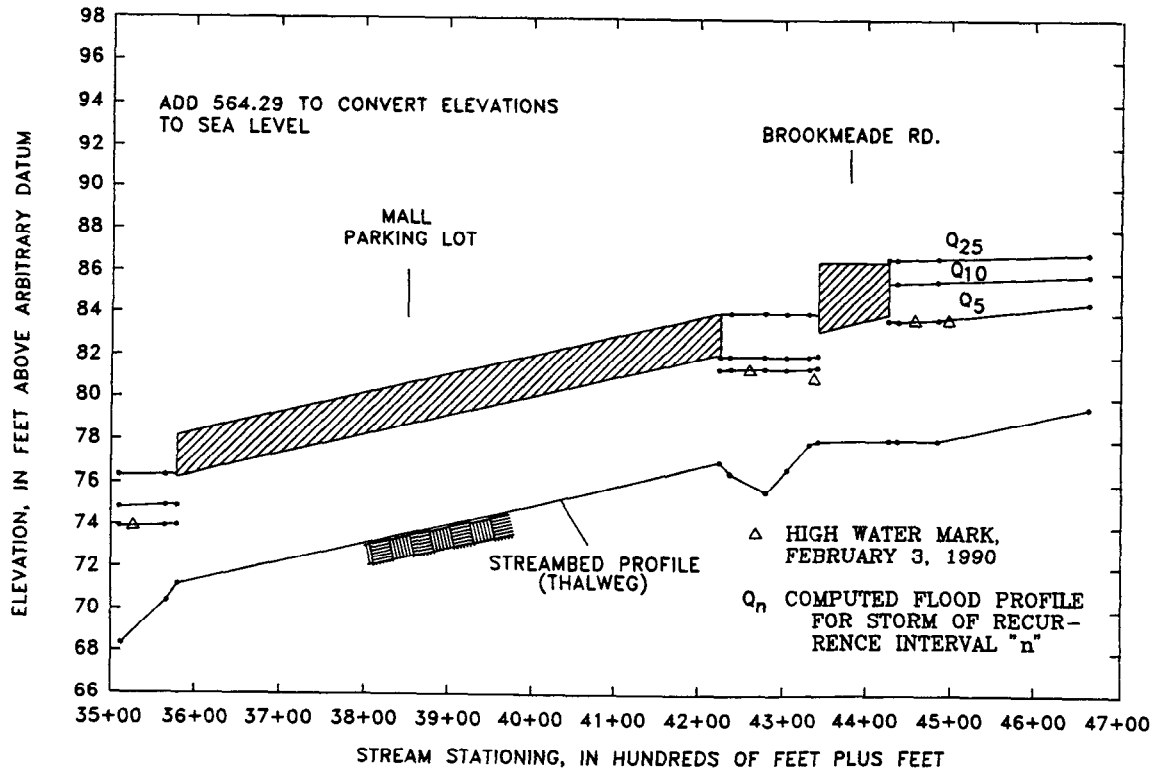 98
96
94
92
90
88
86
84
82
80
78
76
74
72
70
68
66
ELEVATION, IN FEET ABOVE ARBITRARY DATUM
ADD 564.29 TO CONVERT ELEVATIONS
TO SEA LEVEL
BROOKMEADE RD.
MALL
PARKING LOT
Q25
Q10
Q5
STREAMBED PROFILE
(THALWEG)
△ HIGH WATER MARK,
FEBRUARY 3, 1990
Qn COMPUTED FLOOD PROFILE
FOR STORM OF RECUR-
RENCE INTERVAL "n"
35+00 36+00 37+00 38+00 39+00 40+00 41+00 42+00 43+00 44+00 45+00 46+00 47+00
STREAM STATIONING, IN HUNDREDS OF FEET PLUS FEET